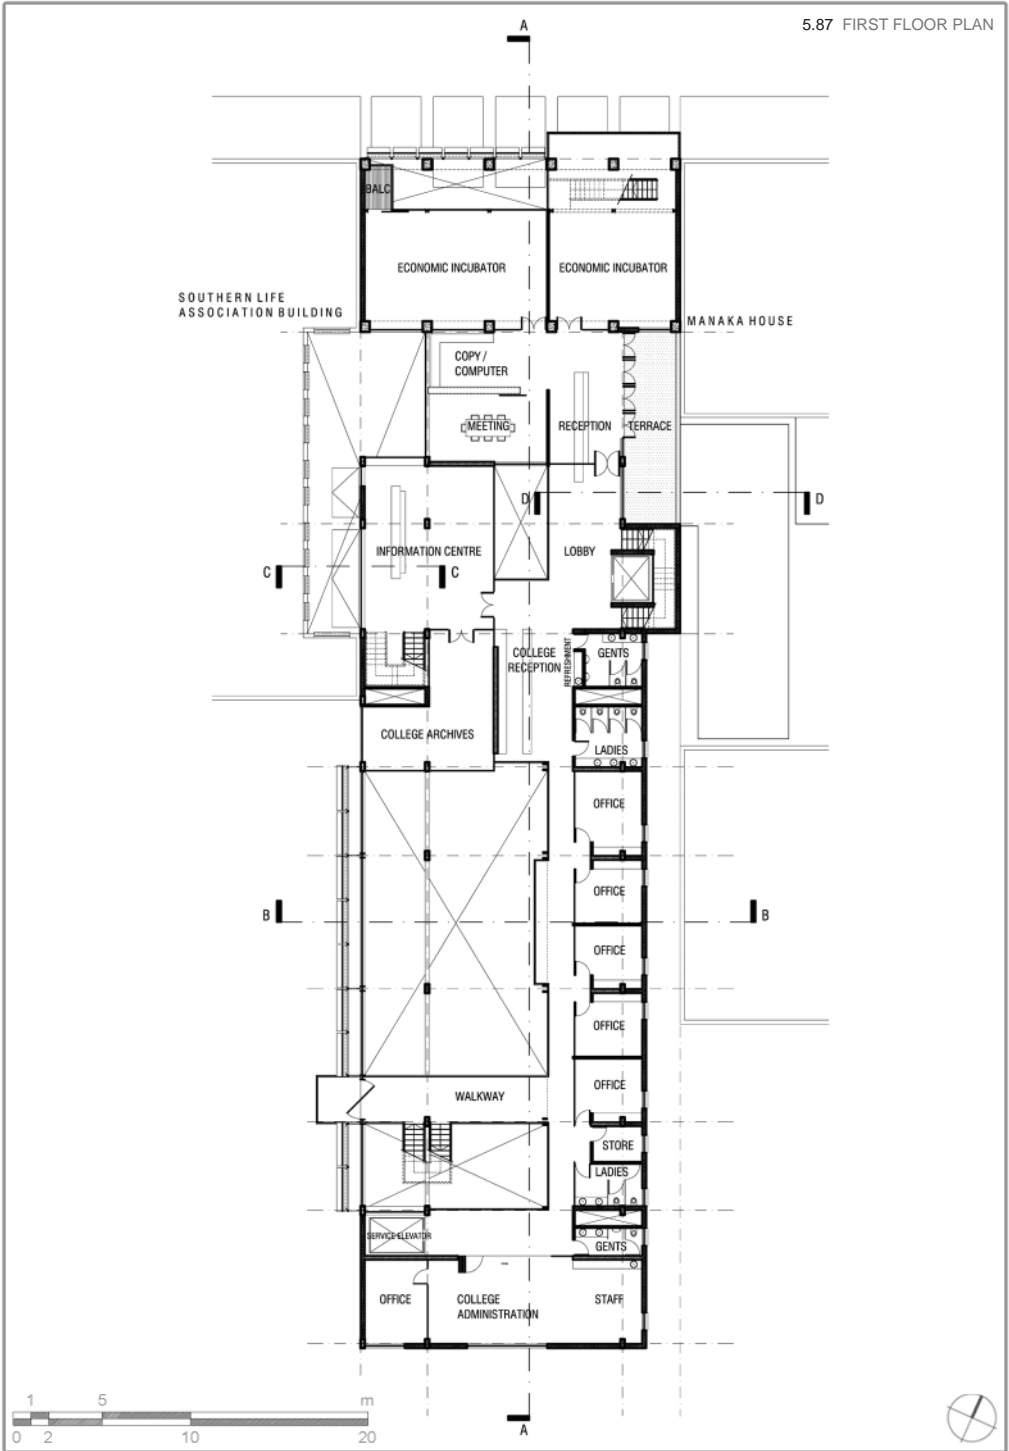 5.87 FIRST FLOOR PLAN
A
BALC
ECONOMIC INCUBATOR
ECONOMIC INCUBATOR
SOUTHERN LIFE
ASSOCIATION BUILDING
MANAKA HOUSE
COPY /
COMPUTER
MEETING
RECEPTION
TERRACE
D
D
INFORMATION CENTRE
LOBBY
C
C
COLLEGE
RECEPTION
REFRESHMENT
GENTS
COLLEGE ARCHIVES
LADIES
OFFICE
OFFICE
B
B
OFFICE
OFFICE
OFFICE
WALKWAY
STORE
LADIES
SERVICE ELEVATOR
GENTS
OFFICE
COLLEGE
ADMINISTRATION
STAFF
1 5 m
0 2 10 20
A